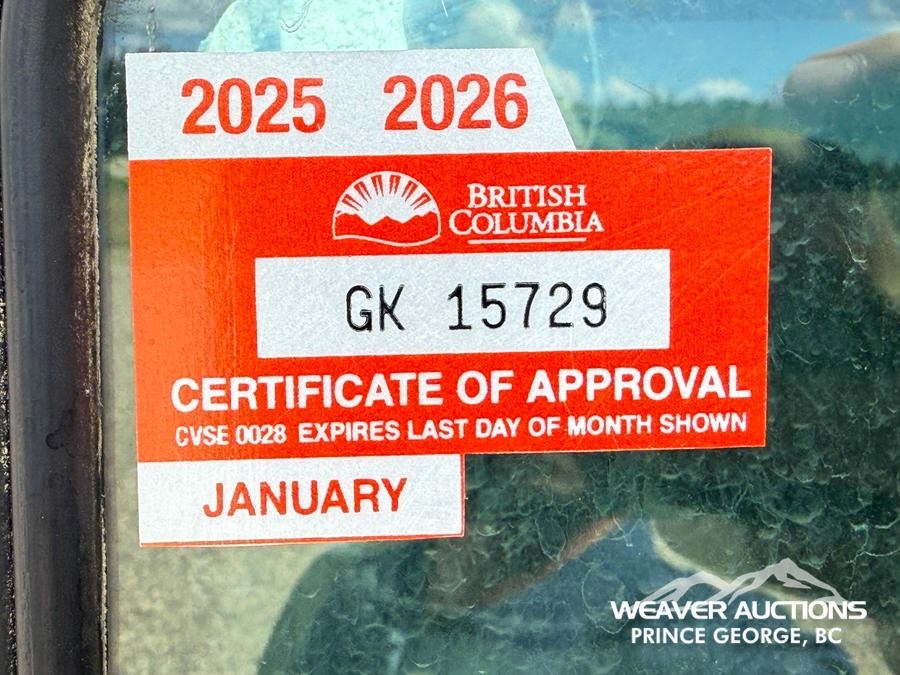 2025 2026
BRITISH
COLUMBIA
GK 15729
CERTIFICATE OF APPROVAL
CVSE 0028 EXPIRES LAST DAY OF MONTH SHOWN
JANUARY
WEAVER AUCTIONS
PRINCE GEORGE, BC